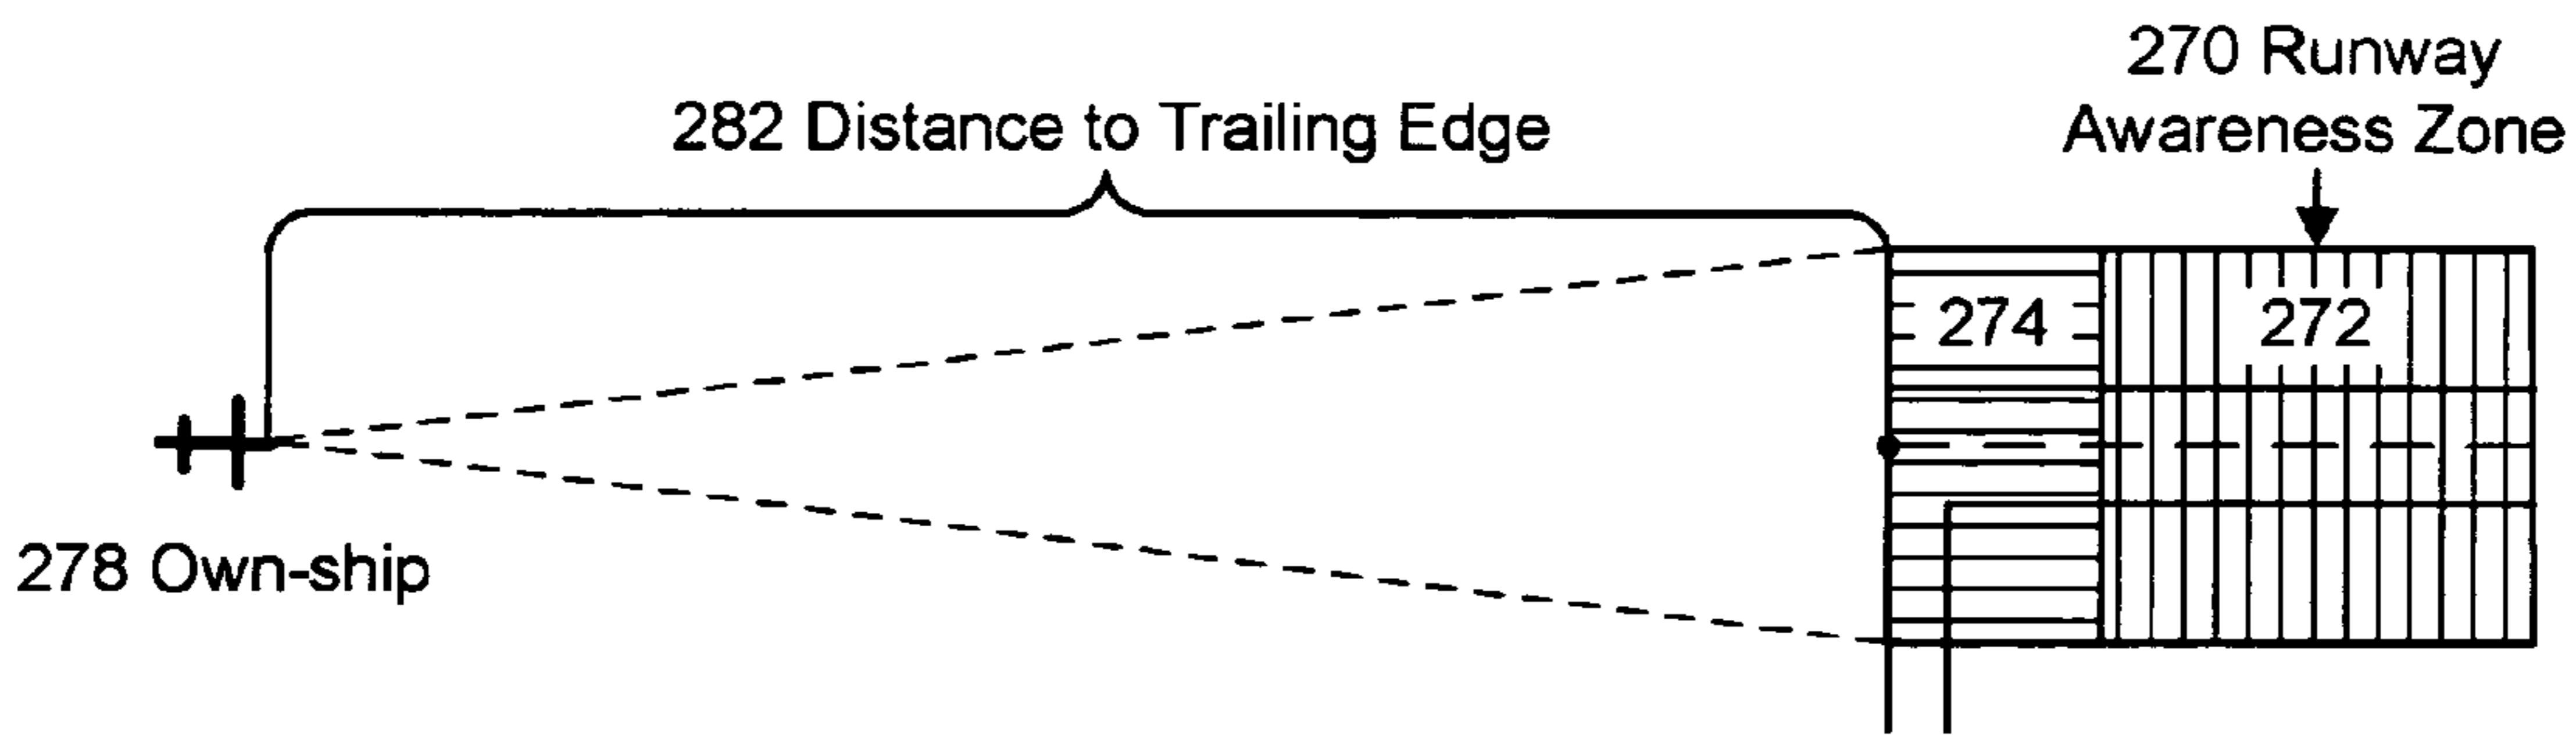 270 Runway
Awareness Zone
282 Distance to Trailing Edge
274
272
278 Own-ship